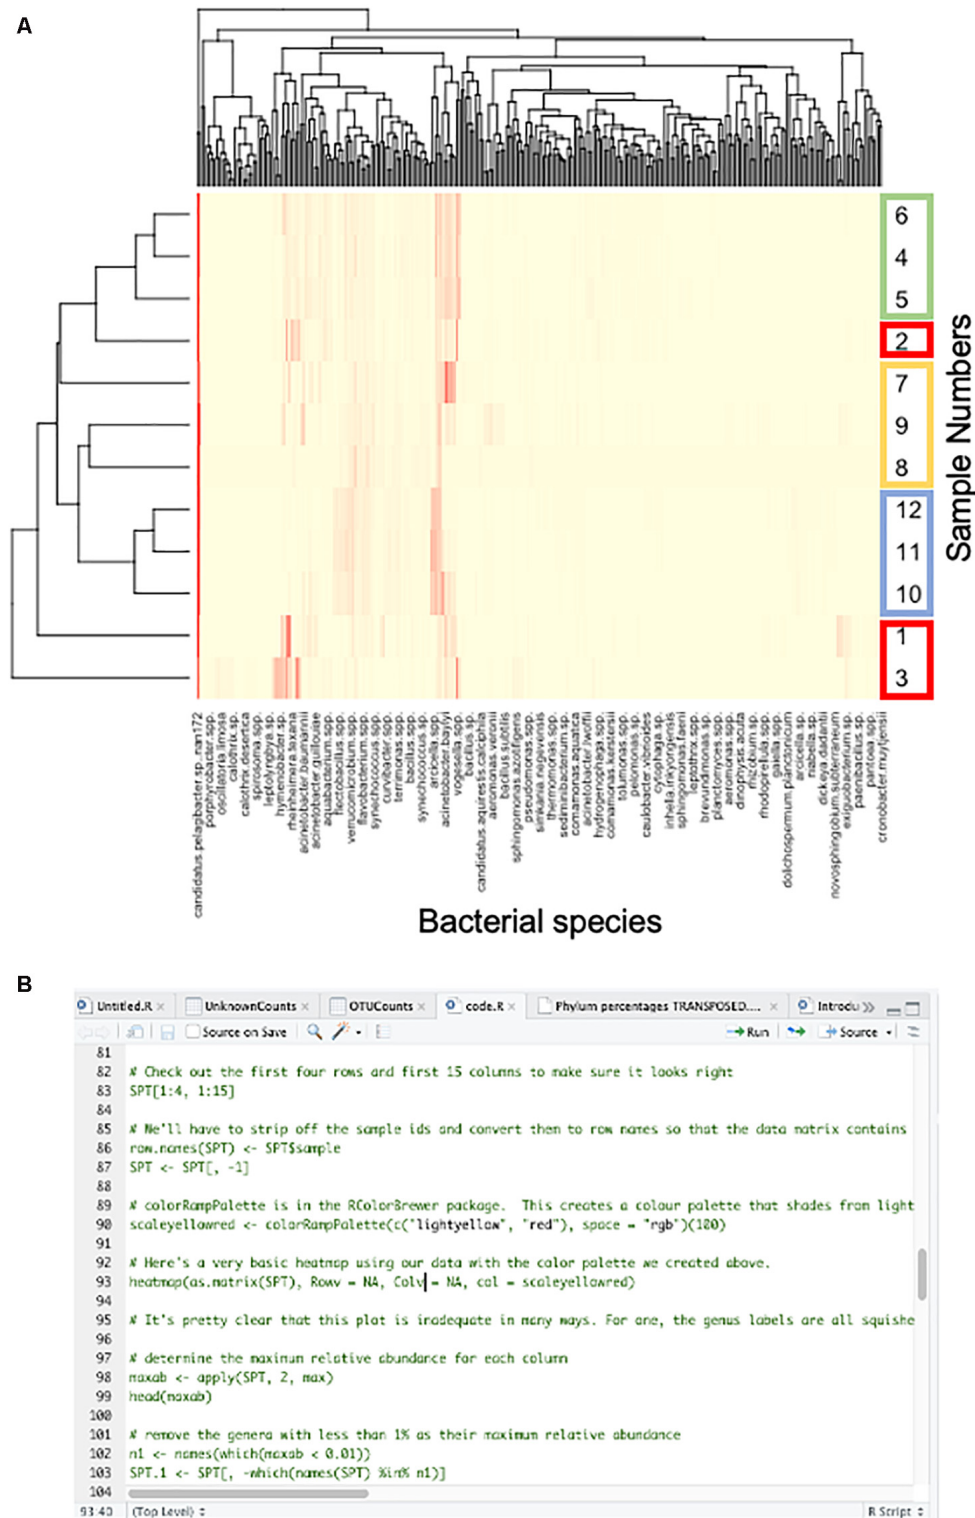 A
6
4
5
2
7
9
8
12
11
10
1
3
Sample Numbers
candidatus.pelagibacter.sp..nan172
porphyrobacter.spp.
oscillatoria.limosa
calothrix.sp.
calothrix.desertica
spirosoma.spp.
leptolyngbya.sp.
rheinheimera.texana
acinetobacter.baumannii
acinetobacter.guillouiae
aquabacterium.spp.
flectobacillus.spp.
verrucomicrobium.spp.
flavobacterium.spp.
synechococcus.spp.
curvibacter.spp.
terrimonas.spp.
bacillus.spp.
synechococcus.sp.
arcicella.spp.
acinetobacter.baylyi
vogesella.spp.
bacillus.sp.
candidatus.aquirestis.calciphila
aeromonas.veronii
bacillus.subtilis
sphingomonas.azotifigens
pseudomonas.spp.
simkania.negevensis
thermomonas.spp.
sediminibacterium.sp.
comamonas.aquatica
acinetobacter.lwoffii
hydrogenophaga.spp.
comamonas.kerstersii
tolumonas.spp.
pelomonas.sp.
caulobacter.vibrioides
cytophaga.sp.
inhella.inkyongensis
sphingomonas.faenii
leptothrix.spp.
brevundimonas.sp.
planctomyces.spp.
aeromonas.spp.
dinophysis.acuta
rhizobium.sp.
rhodopirellula.spp.
gaiella.spp.
dolichospermum.planctonicum
arcicella.sp.
niabella.sp.
dickeya.dadantii
novosphingobium.subterraneum
exiguobacterium.sp.
paenibacillus.sp.
pantoea.spp.
cronobacter.muytjensii
Bacterial species
B
Untitled.R
UnknownCounts
OTUCounts
code.R
Phylum percentages TRANSPOSED....
Introdu
Source on Save
Run
Source
81
82 # Check out the first four rows and first 15 columns to make sure it looks right
83 SPT[1:4, 1:15]
84
85 # We'll have to strip off the sample ids and convert them to row names so that the data matrix contains
86 row.names(SPT) <- SPT$sample
87 SPT <- SPT[, -1]
88
89 # colorRampPalette is in the RColorBrewer package.  This creates a colour palette that shades from light
90 scaleyellowred <- colorRampPalette(c("lightyellow", "red"), space = "rgb")(100)
91
92 # Here's a very basic heatmap using our data with the color palette we created above.
93 heatmap(as.matrix(SPT), Rowv = NA, Colv = NA, col = scaleyellowred)
94
95 # It's pretty clear that this plot is inadequate in many ways. For one, the genus labels are all squishe
96
97 # determine the maximum relative abundance for each column
98 maxab <- apply(SPT, 2, max)
99 head(maxab)
100
101 # remove the genera with less than 1% as their maximum relative abundance
102 n1 <- names(which(maxab < 0.01))
103 SPT.1 <- SPT[, -which(names(SPT) %in% n1)]
104
93:40
(Top Level)
R Script